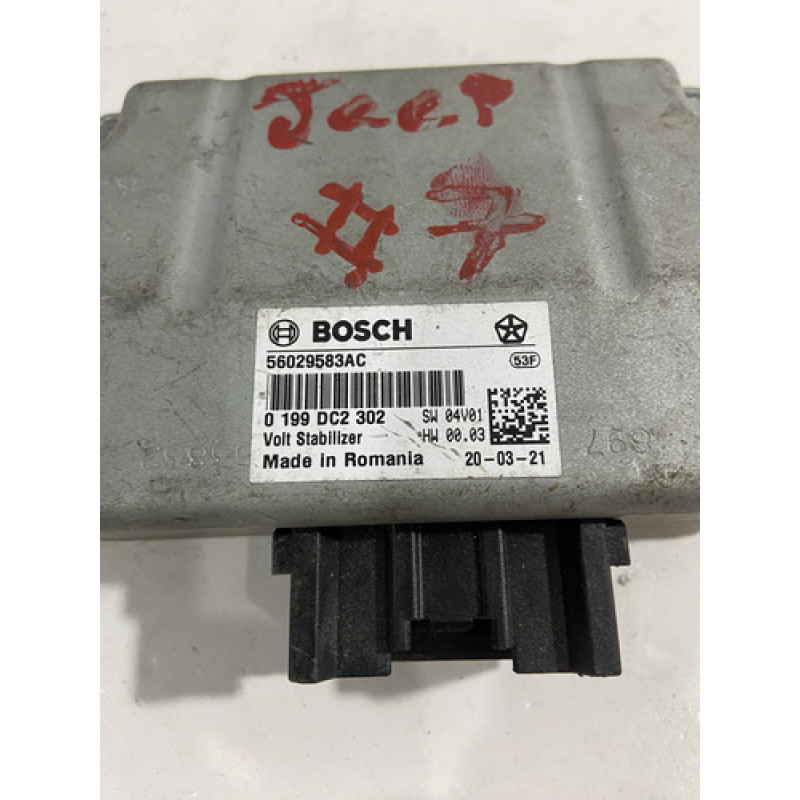 Jeep
BOSCH
56029583AC
53F
0 199 DC2 302 SW 04V01
Volt Stabilizer HW 00.03
Made in Romania 20-03-21